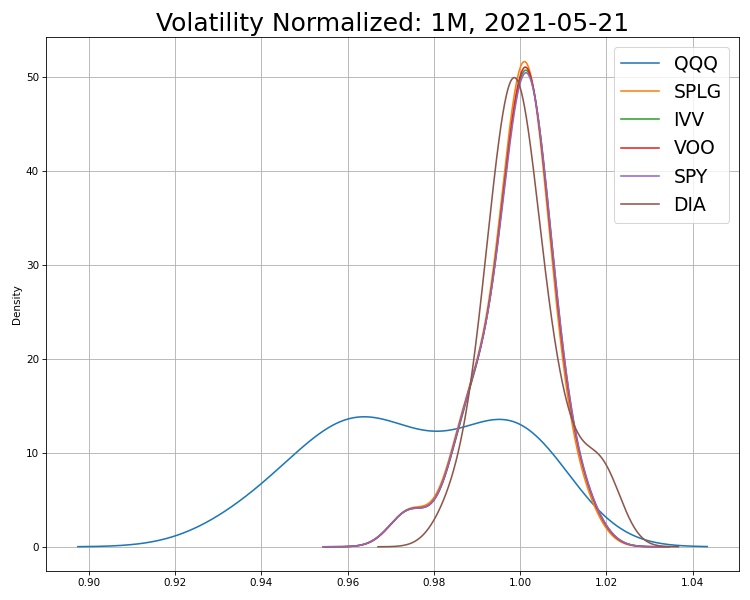 Volatility Normalized: 1M, 2021-05-21
QQQ
SPLG
IVV
VOO
SPY
DIA
Density
50
40
30
20
10
0
0.90 0.92 0.94 0.96 0.98 1.00 1.02 1.04